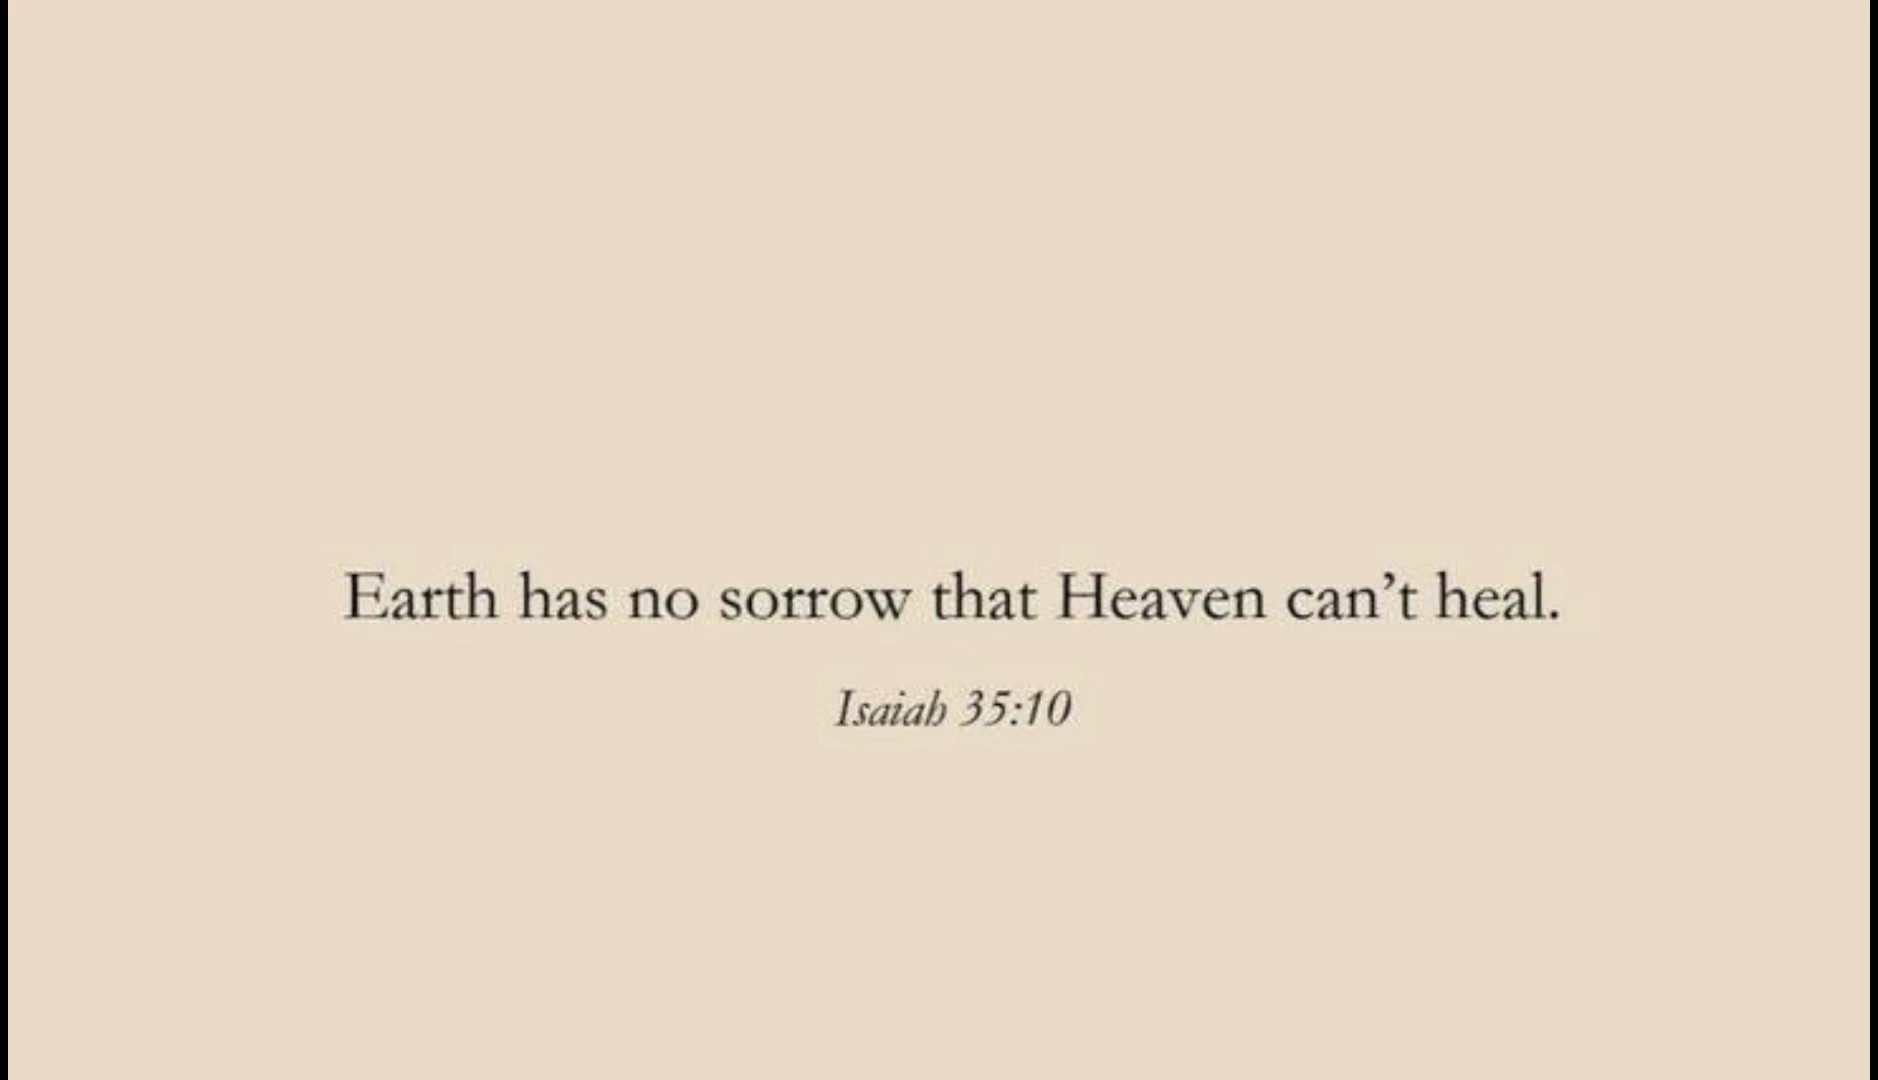 Earth has no sorrow that Heaven can’t heal.
Isaiah 35:10